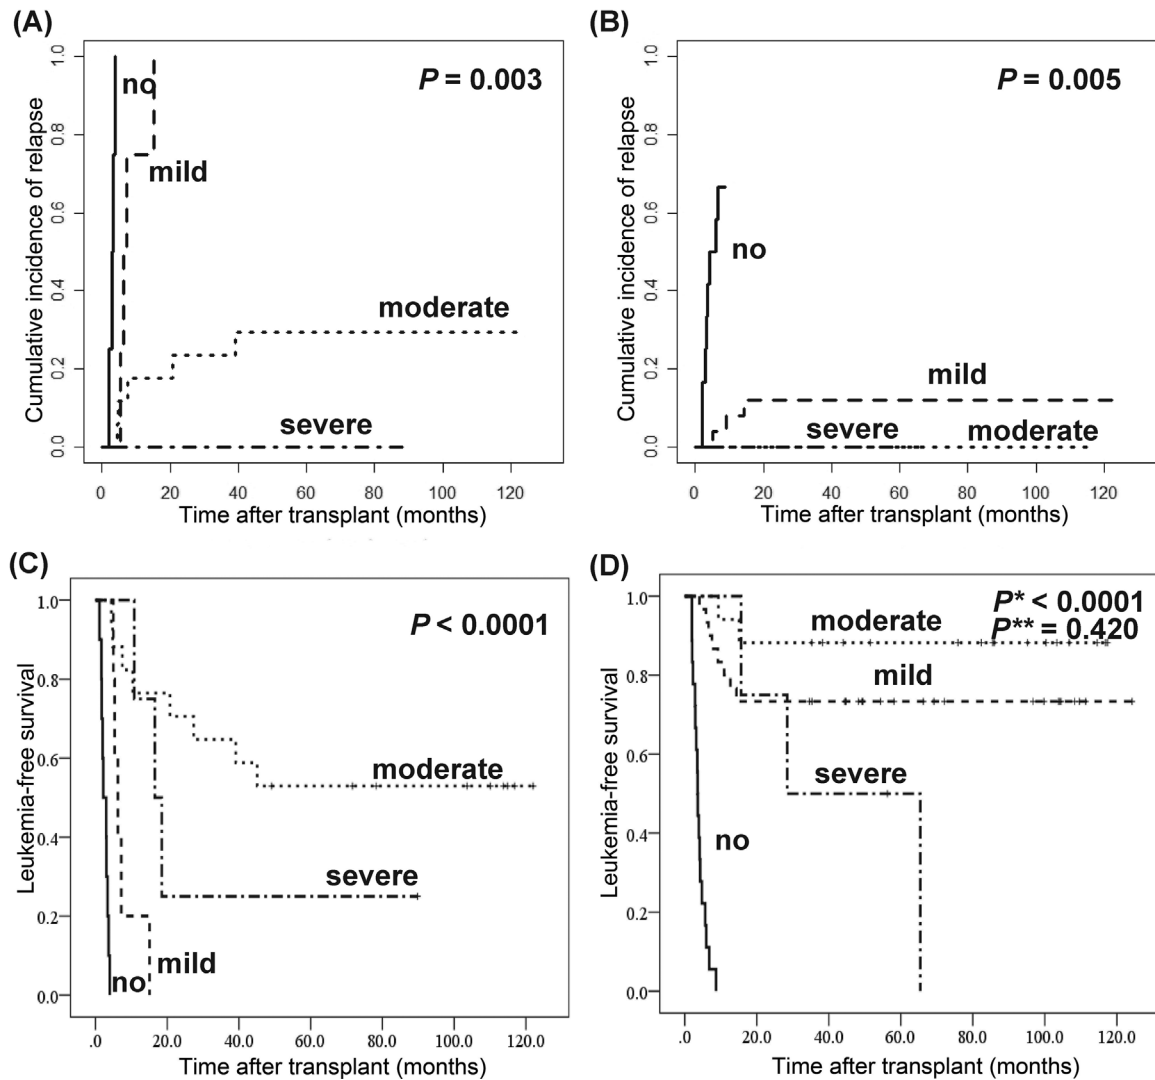 (A)
Cumulative incidence of relapse
1.0
0.8
0.6
0.4
0.2
0.0
P = 0.003
no
mild
moderate
severe
0 20 40 60 80 100 120
Time after transplant (months)
(B)
Cumulative incidence of relapse
1.0
0.8
0.6
0.4
0.2
0.0
P = 0.005
no
mild
severe
moderate
0 20 40 60 80 100 120
Time after transplant (months)
(C)
Leukemia-free survival
1.0
0.8
0.6
0.4
0.2
0.0
P < 0.0001
moderate
severe
mild
no
.0 20.0 40.0 60.0 80.0 100.0 120.0
Time after transplant (months)
(D)
Leukemia-free survival
1.0
0.8
0.6
0.4
0.2
0.0
P* < 0.0001
P** = 0.420
moderate
mild
severe
no
.0 20.0 40.0 60.0 80.0 100.0 120.0
Time after transplant (months)